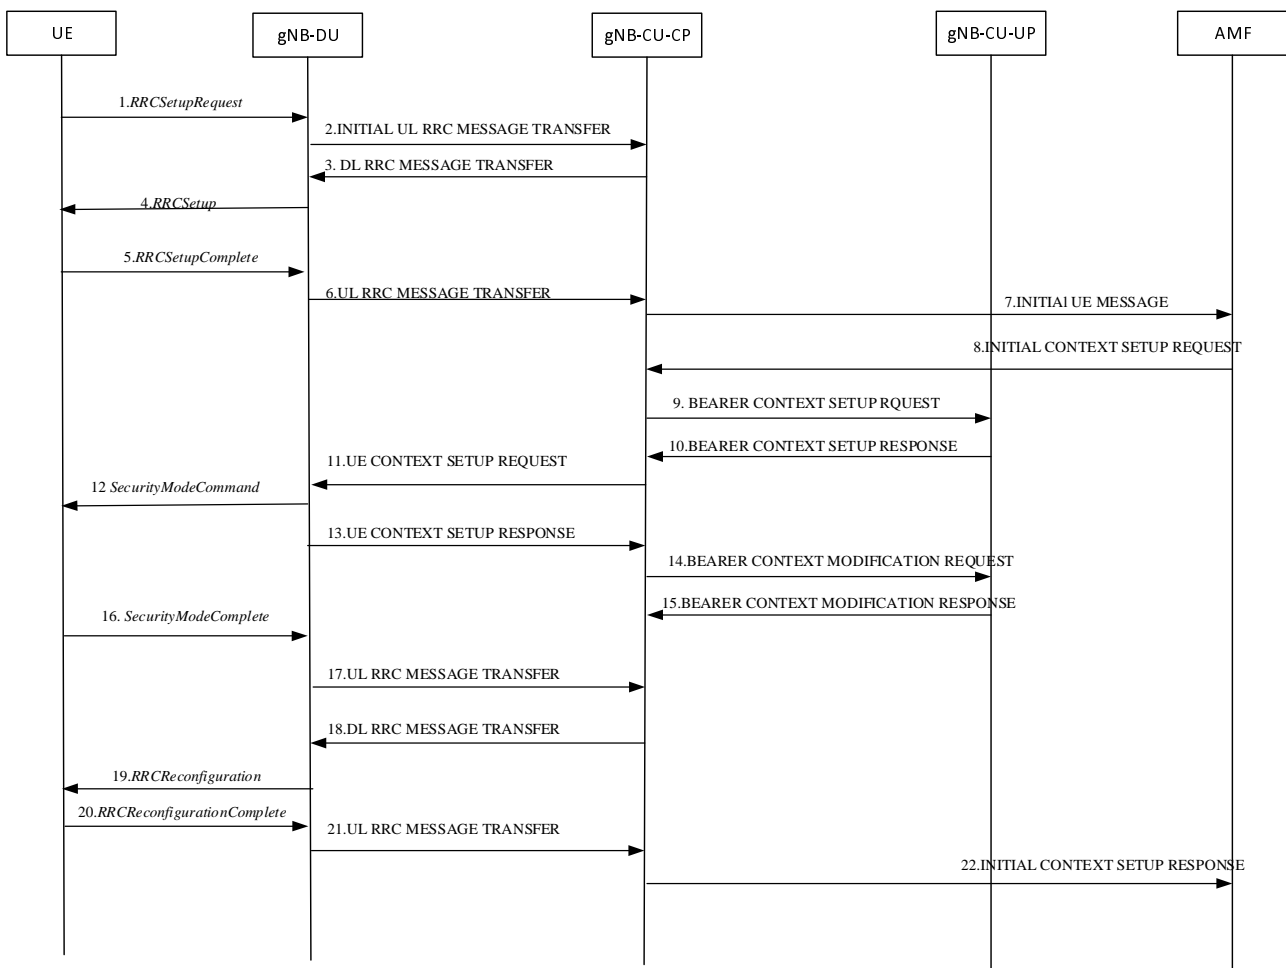 UE
gNB-DU
gNB-CU-CP
gNB-CU-UP
AMF
1.RRCSetupRequest
2.INITIAL UL RRC MESSAGE TRANSFER
3. DL RRC MESSAGE TRANSFER
4.RRCSetup
5.RRCSetupComplete
6.UL RRC MESSAGE TRANSFER
7.INITIAl UE MESSAGE
8.INITIAL CONTEXT SETUP REQUEST
9. BEARER CONTEXT SETUP RQUEST
10.BEARER CONTEXT SETUP RESPONSE
11.UE CONTEXT SETUP REQUEST
12 SecurityModeCommand
13.UE CONTEXT SETUP RESPONSE
14.BEARER CONTEXT MODIFICATION REQUEST
15.BEARER CONTEXT MODIFICATION RESPONSE
16. SecurityModeComplete
17.UL RRC MESSAGE TRANSFER
18.DL RRC MESSAGE TRANSFER
19.RRCReconfiguration
20.RRCReconfigurationComplete
21.UL RRC MESSAGE TRANSFER
22.INITIAL CONTEXT SETUP RESPONSE